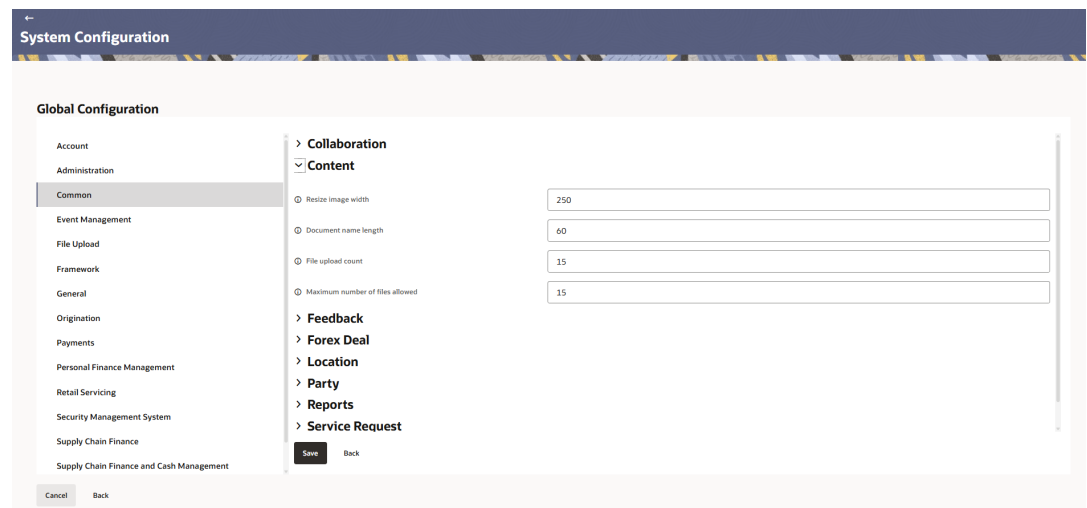 System Configuration
Global Configuration
Account
Administration
Common
Event Management
File Upload
Framework
General
Origination
Payments
Personal Finance Management
Retail Servicing
Security Management System
Supply Chain Finance
Supply Chain Finance and Cash Management
Collaboration
Content
Resize image width 250
Document name length 60
File upload count 15
Maximum number of files allowed 15
Feedback
Forex Deal
Location
Party
Reports
Service Request
Save Back
Cancel Back